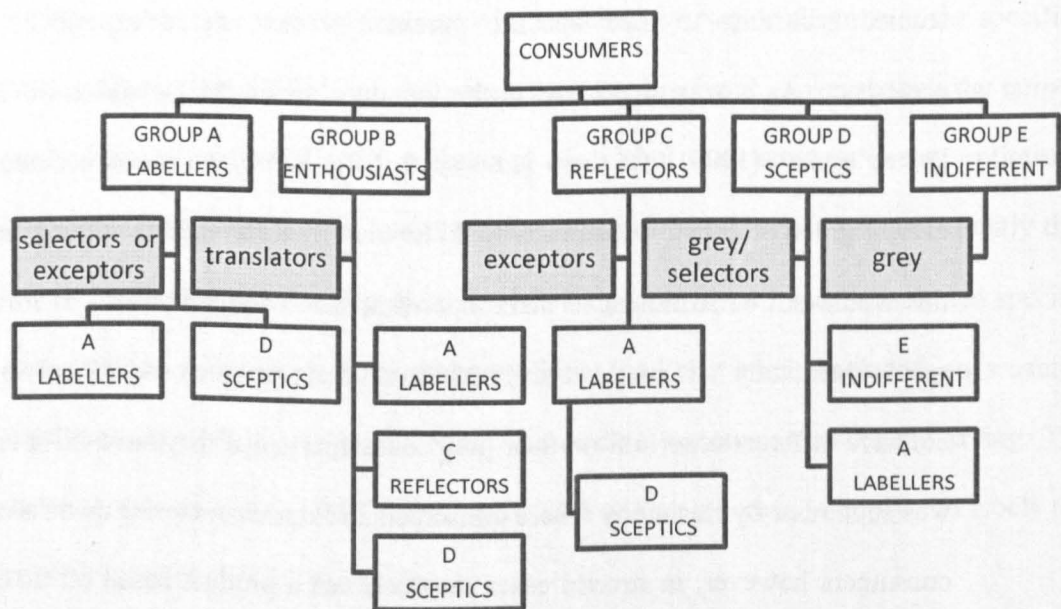 CONSUMERS
GROUP A
LABELLERS
GROUP B
ENTHOUSIASTS
GROUP C
REFLECTORS
GROUP D
SCEPTICS
GROUP E
INDIFFERENT
selectors or
exceptors
translators
exceptors
grey/
selectors
grey
A
LABELLERS
D
SCEPTICS
A
LABELLERS
A
LABELLERS
E
INDIFFERENT
C
REFLECTORS
D
SCEPTICS
A
LABELLERS
D
SCEPTICS